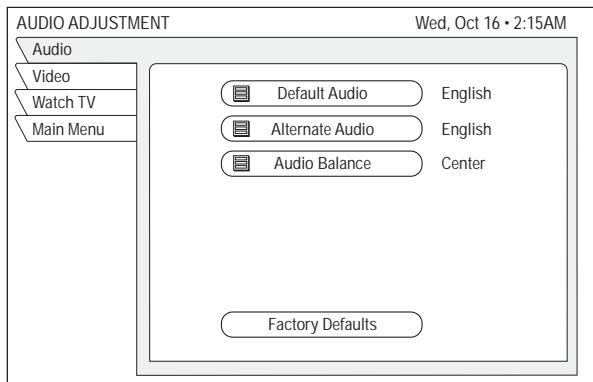 AUDIO ADJUSTMENT Wed, Oct 16 • 2:15AM
Audio
Video
Watch TV
Main Menu
Default Audio English
Alternate Audio English
Audio Balance Center
Factory Defaults